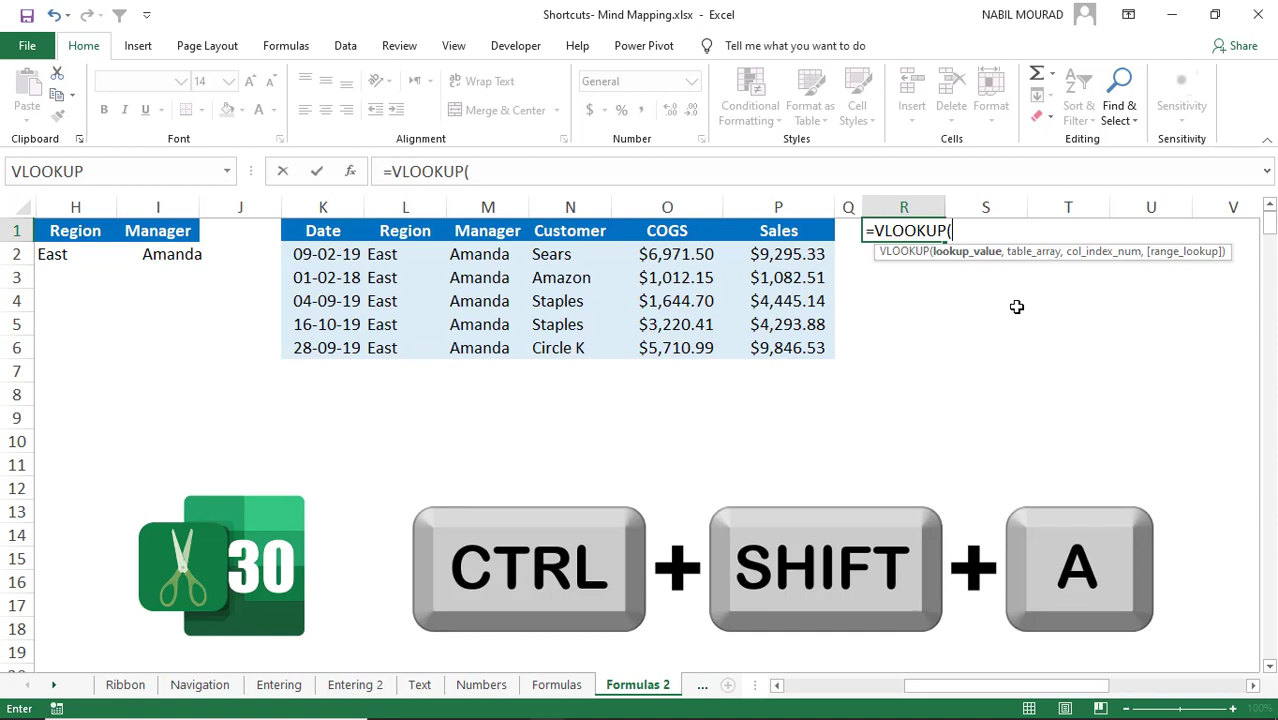 Shortcuts- Mind Mapping.xlsx - Excel
NABIL MOURAD
File Home Insert Page Layout Formulas Data Review View Developer Help Power Pivot Tell me what you want to do Share
Paste
Clipboard
14
A A
B I U A
Font
Wrap Text
Merge & Center
Alignment
General
$ % ,
Number
Conditional Formatting
Format as Table
Cell Styles
Styles
Insert Delete Format
Cells
Sort & Filter
Find & Select
Editing
Sensitivity
Sensitivity
VLOOKUP fx =VLOOKUP(
H I J K L M N O P Q R S T U V
1 Region Manager Date Region Manager Customer COGS Sales =VLOOKUP(
VLOOKUP(lookup_value, table_array, col_index_num, [range_lookup])
2 East Amanda 09-02-19 East Amanda Sears $6,971.50 $9,295.33
3 01-02-18 East Amanda Amazon $1,012.15 $1,082.51
4 04-09-19 East Amanda Staples $1,644.70 $4,445.14
5 16-10-19 East Amanda Staples $3,220.41 $4,293.88
6 28-09-19 East Amanda Circle K $5,710.99 $9,846.53
7
8
9
10
11
12
13
14
15
16
17
18
19
30 CTRL + SHIFT + A
Ribbon Navigation Entering Entering 2 Text Numbers Formulas Formulas 2 ...
Enter 100%